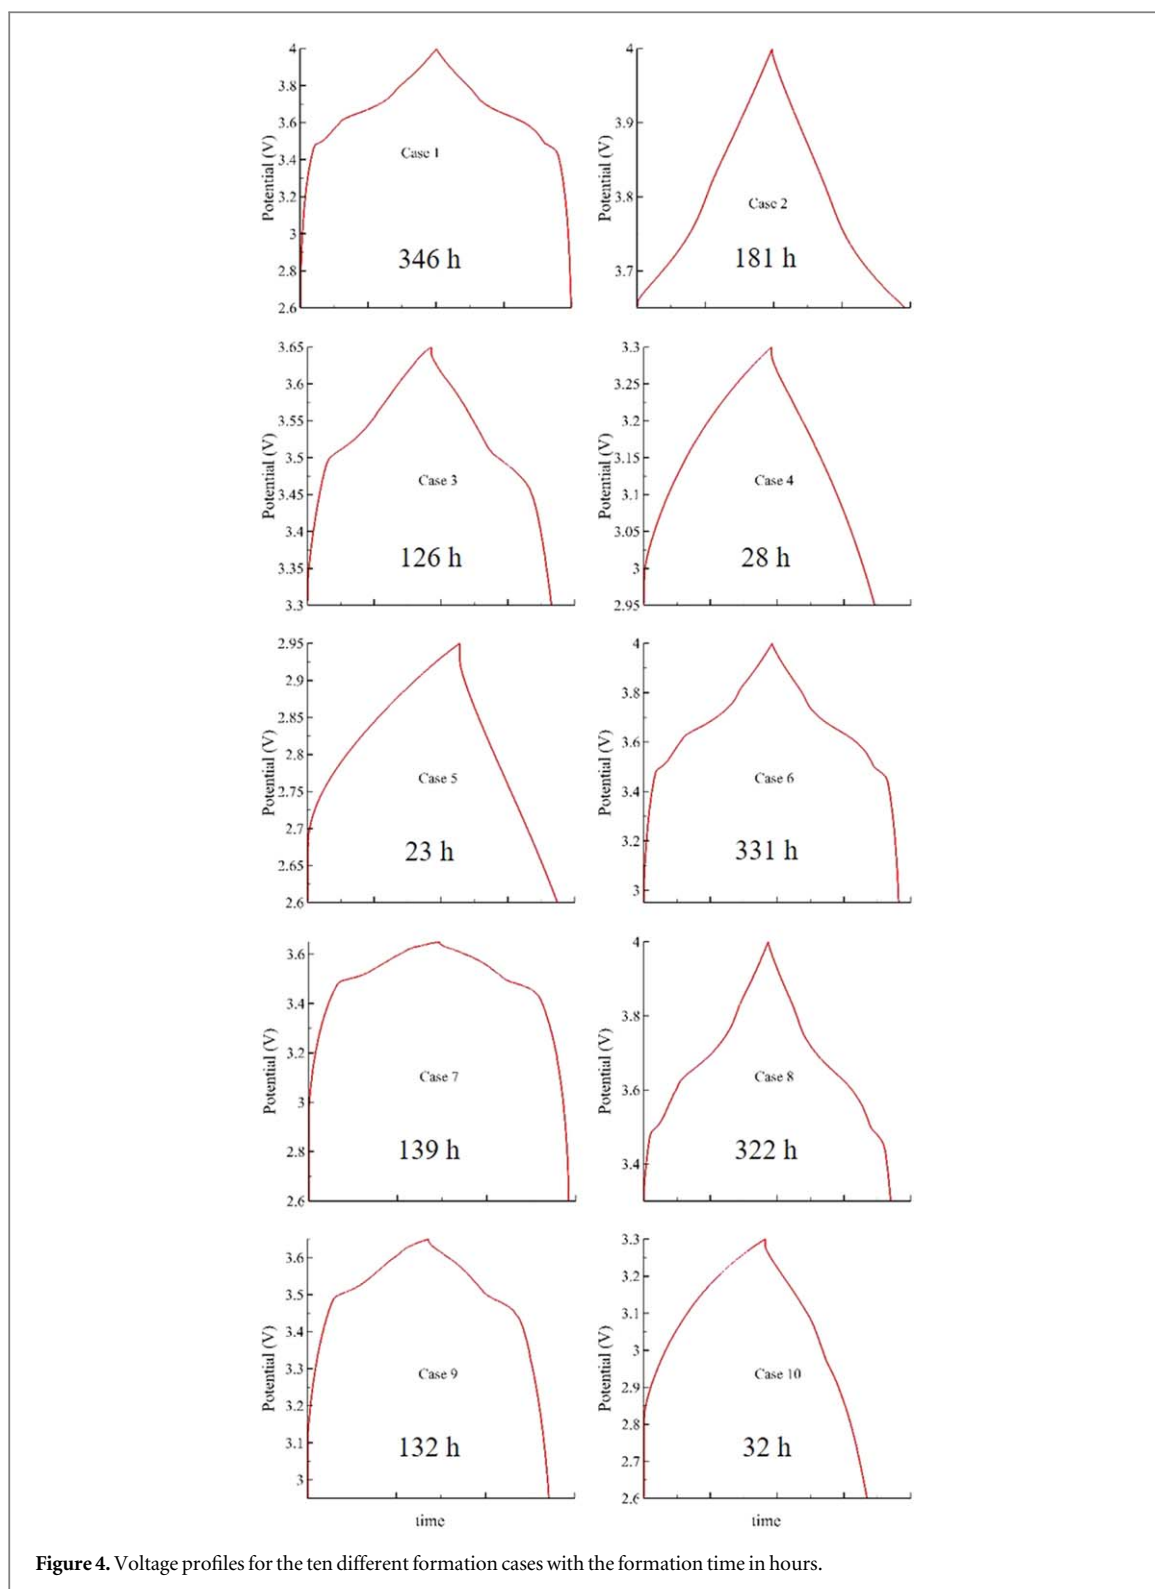 4
3.8
3.6
3.4
3.2
3
2.8
2.6
Potential (V)
Case 1
346 h
4
3.9
3.8
3.7
Potential (V)
Case 2
181 h
3.65
3.6
3.55
3.5
3.45
3.4
3.35
3.3
Potential (V)
Case 3
126 h
3.3
3.25
3.2
3.15
3.1
3.05
3
2.95
Potential (V)
Case 4
28 h
2.95
2.9
2.85
2.8
2.75
2.7
2.65
2.6
Potential (V)
Case 5
23 h
4
3.8
3.6
3.4
3.2
3
Potential (V)
Case 6
331 h
3.6
3.4
3.2
3
2.8
2.6
Potential (V)
Case 7
139 h
4
3.8
3.6
3.4
Potential (V)
Case 8
322 h
3.6
3.5
3.4
3.3
3.2
3.1
3
Potential (V)
Case 9
132 h
time
3.3
3.2
3.1
3
2.9
2.8
2.7
2.6
Potential (V)
Case 10
32 h
time
Figure 4. Voltage profiles for the ten different formation cases with the formation time in hours.